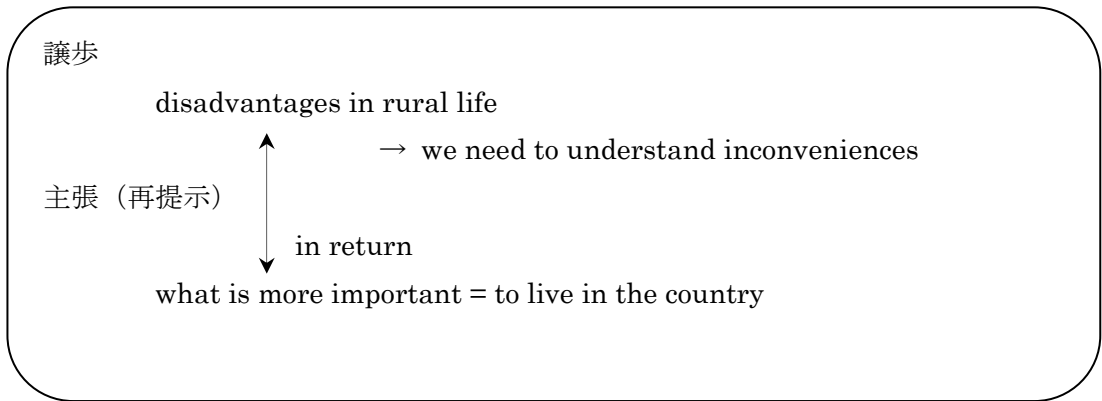 譲歩
disadvantages in rural life
→ we need to understand inconveniences
主張（再提示）
in return
what is more important = to live in the country